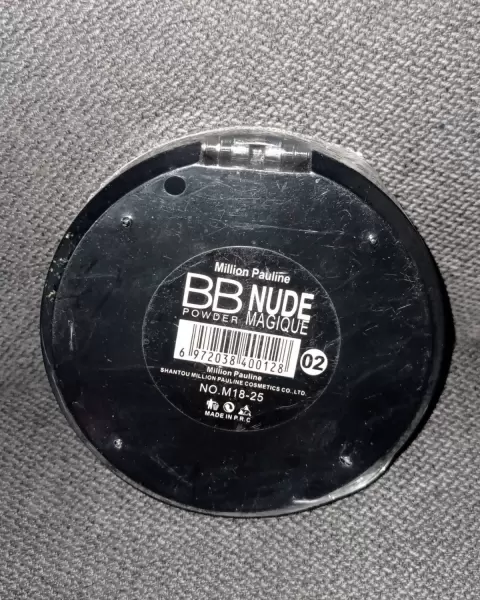 Million Pauline
BB NUDE
POWDER MAGIQUE
6 972038 400128
02
Million Pauline
SHANTOU MILLION PAULINE COSMETICS CO.,LTD.
NO.M18-25
MADE IN P.R.C